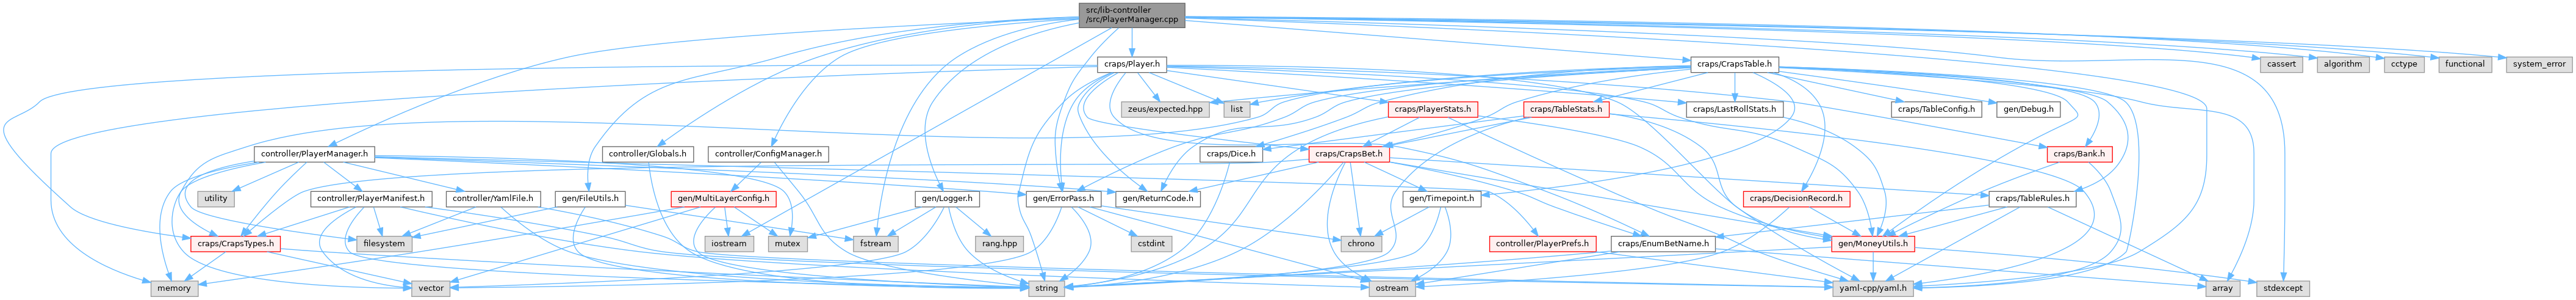 src/lib-controller
/src/PlayerManager.cpp
craps/Player.h
craps/CrapsTable.h
cassert
algorithm
cctype
functional
system_error
zeus/expected.hpp
list
craps/PlayerStats.h
craps/TableStats.h
craps/LastRollStats.h
craps/TableConfig.h
gen/Debug.h
controller/PlayerManager.h
controller/Globals.h
controller/ConfigManager.h
craps/Dice.h
craps/CrapsBet.h
craps/Bank.h
utility
controller/PlayerManifest.h
controller/YamlFile.h
gen/FileUtils.h
gen/MultiLayerConfig.h
gen/Logger.h
gen/ErrorPass.h
gen/ReturnCode.h
gen/Timepoint.h
craps/DecisionRecord.h
craps/TableRules.h
craps/CrapsTypes.h
filesystem
iostream
mutex
fstream
rang.hpp
cstdint
chrono
controller/PlayerPrefs.h
craps/EnumBetName.h
gen/MoneyUtils.h
memory
vector
string
ostream
yaml-cpp/yaml.h
array
stdexcept